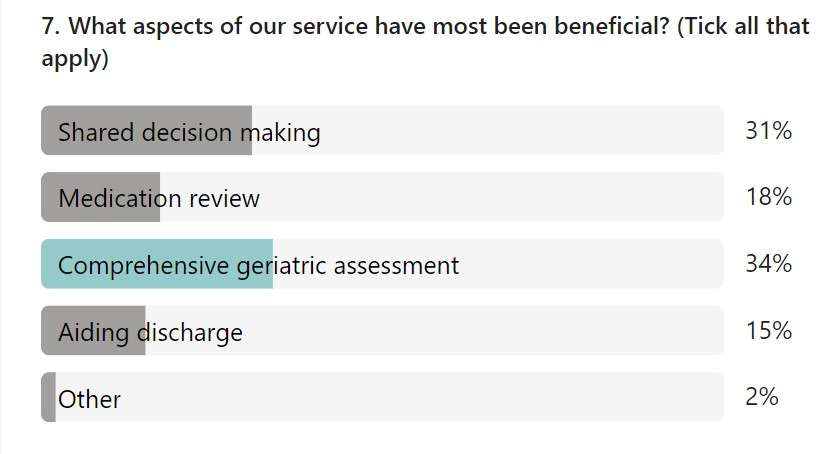 7. What aspects of our service have most been beneficial? (Tick all that
apply)
Shared decision making 31%
Medication review 18%
Comprehensive geriatric assessment 34%
Aiding discharge 15%
Other 2%